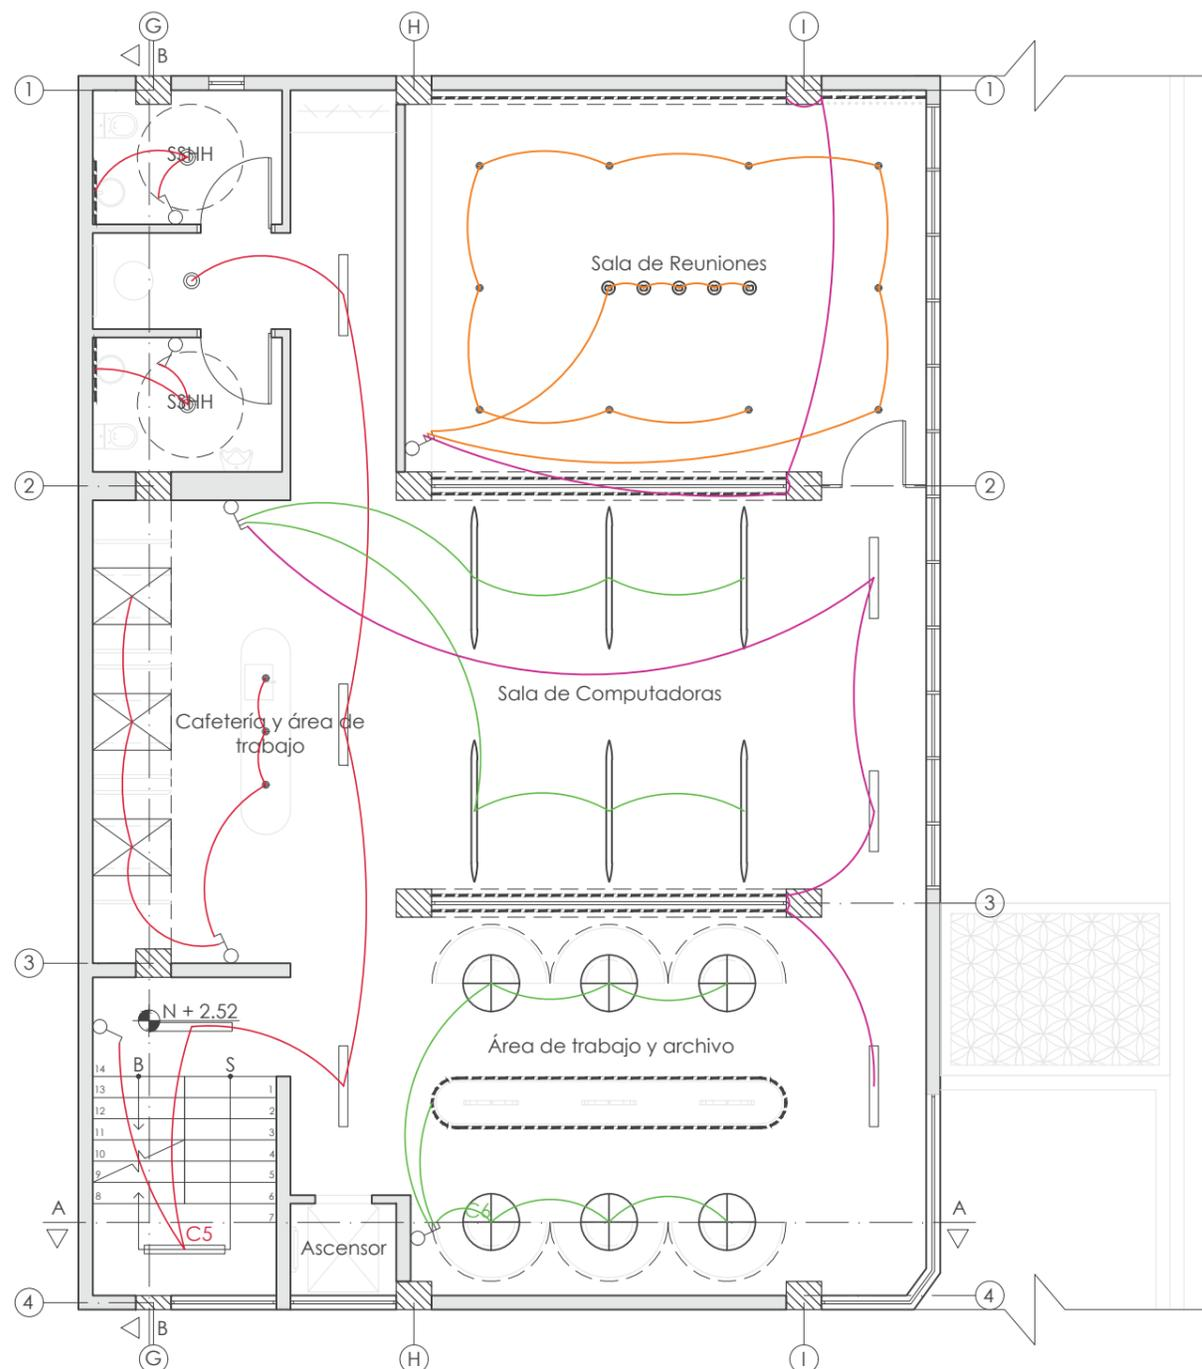 G
H
I
B
1
1
SSHH
Sala de Reuniones
SSHH
2
2
Sala de Computadoras
Cafetería y área de
trabajo
3
3
N + 2.52
Área de trabajo y archivo
B
S
14
13
12
11
10
9
8
1
2
3
4
5
6
7
A
A
C6
C5
Ascensor
4
4
B
G
H
I